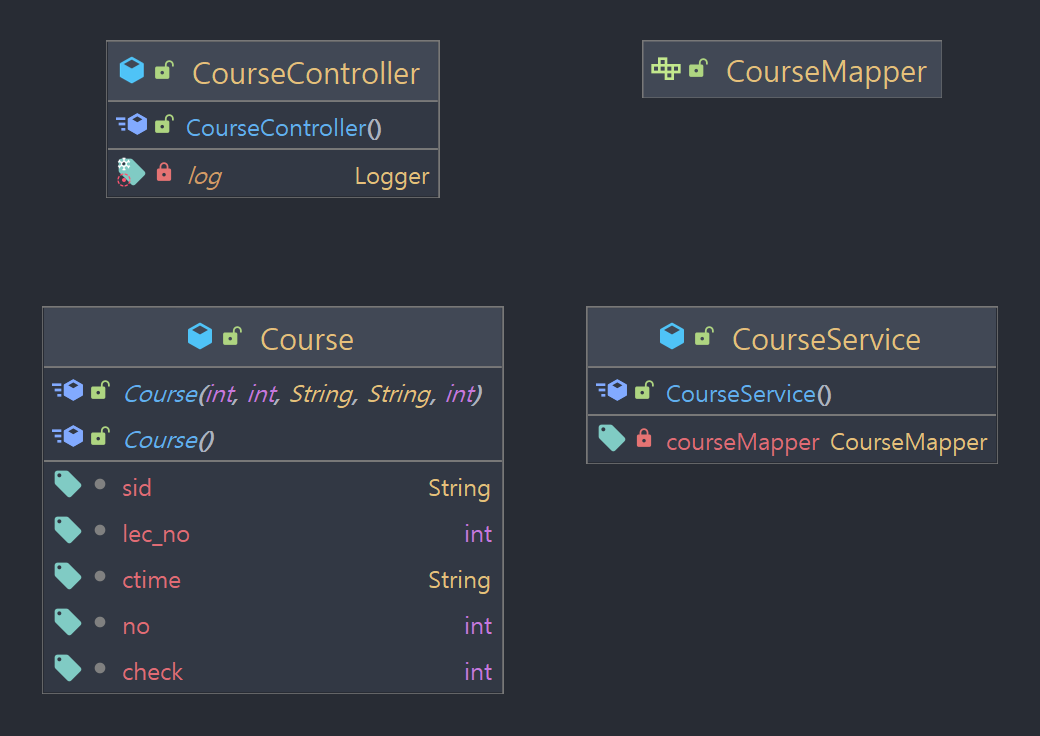 CourseController
CourseController()
log Logger
CourseMapper
Course
Course(int, int, String, String, int)
Course()
sid String
lec_no int
ctime String
no int
check int
CourseService
CourseService()
courseMapper CourseMapper